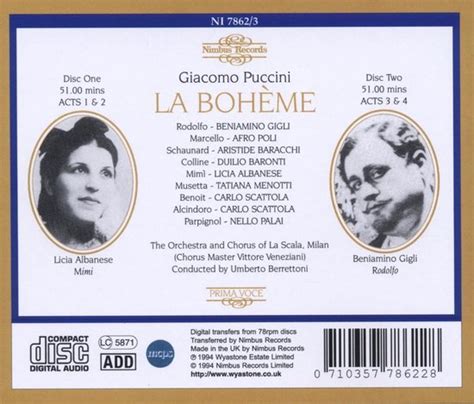 NI 7862/3
Nimbus Records
Disc One
51.00 mins
ACTS 1 & 2
Giacomo Puccini
LA BOHÈME
Disc Two
51.00 mins
ACTS 3 & 4
Rodolfo - BENIAMINO GIGLI
Marcello - AFRO POLI
Schaunard - ARISTIDE BARACCHI
Colline - DUILIO BARONTI
Mimì - LICIA ALBANESE
Musetta - TATIANA MENOTTI
Benoit - CARLO SCATTOLA
Alcindoro - CARLO SCATTOLA
Parpignol - NELLO PALAI
Licia Albanese
Mimi
Beniamino Gigli
Rodolfo
The Orchestra and Chorus of La Scala, Milan
(Chorus Master Vittore Veneziani)
Conducted by Umberto Berrettoni
PRIMA VOCE
COMPACT
disc
DIGITAL AUDIO
LC 5871
ADD
mcps
Digital transfers from 78rpm discs
Transferred by Nimbus Records
Made in the UK by Nimbus Records
℗ 1994 Wyastone Estate Limited
© 1994 Nimbus Records Limited
http://www.wyastone.co.uk
0 710357 786228